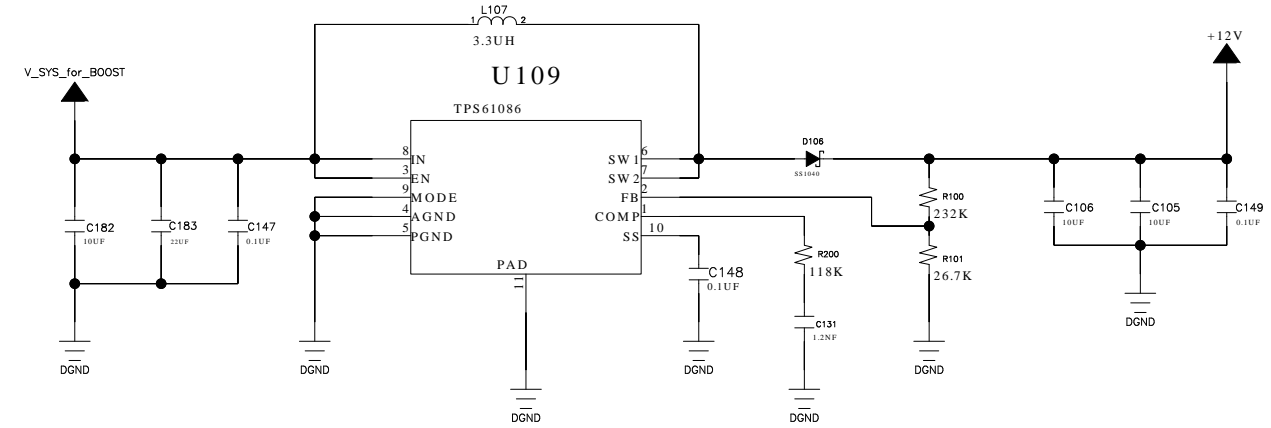 L107
1 2
3.3UH
+12V
U109
V_SYS_for_BOOST
TPS61086
D106
SS1040
8 IN
3 EN
9 MODE
4 AGND
5 PGND
SW1 6
SW2 7
FB 2
COMP 1
SS 10
PAD
11
C182
10UF
C183
22UF
C147
0.1UF
R100
232K
R101
26.7K
C106
10UF
C105
10UF
C149
0.1UF
R200
118K
C148
0.1UF
C131
1.2NF
DGND
DGND
DGND
DGND
DGND
DGND
DGND